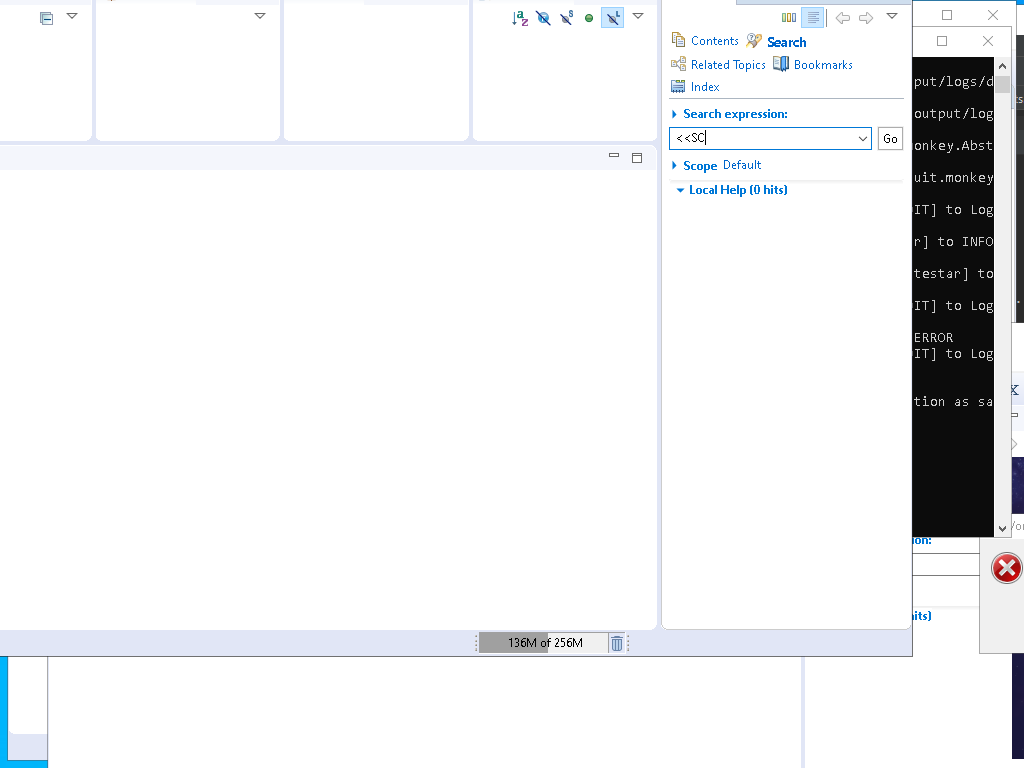 Contents Search
Related Topics Bookmarks
Index
Search expression:
<<SC
Go
Scope Default
Local Help (0 hits)
136M of 256M
put/logs/d
output/log
onkey.Abst
uit.monkey
IT] to Log
r] to INFO
testar] to
IT] to Log
ERROR
IT] to Log
tion as sa
ion:
its)